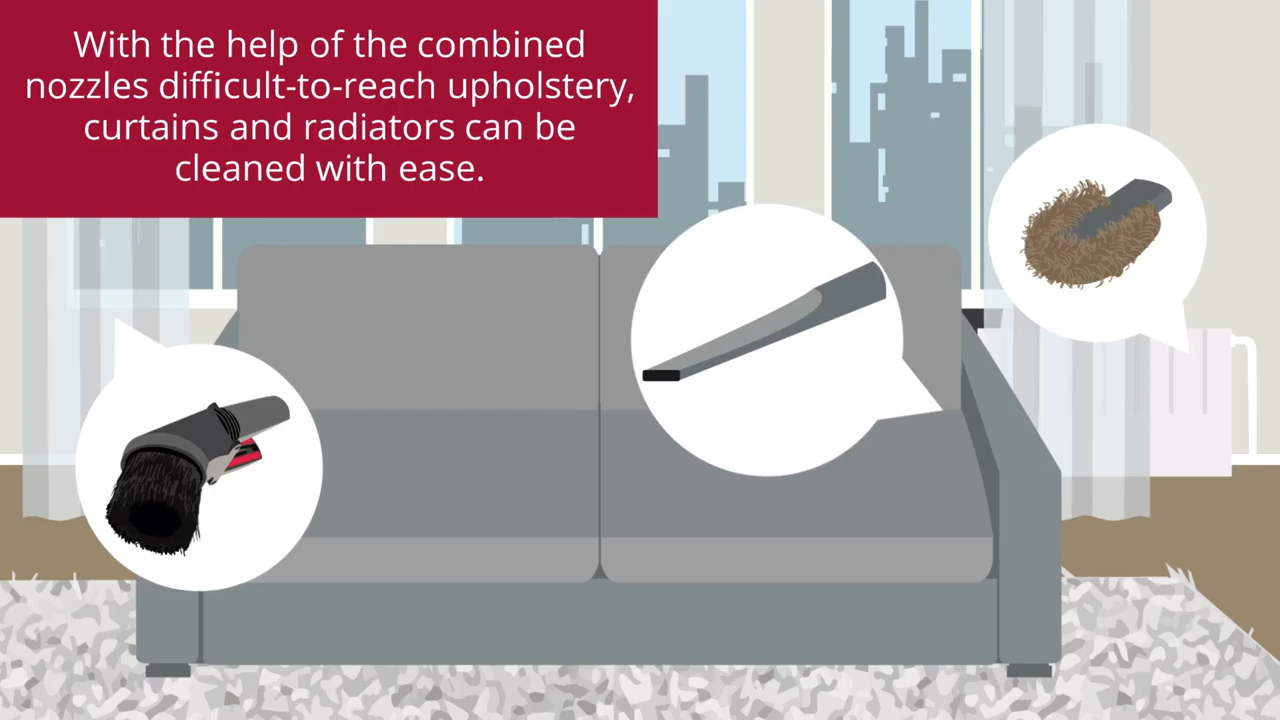 With the help of the combined
nozzles difficult-to-reach upholstery,
curtains and radiators can be
cleaned with ease.